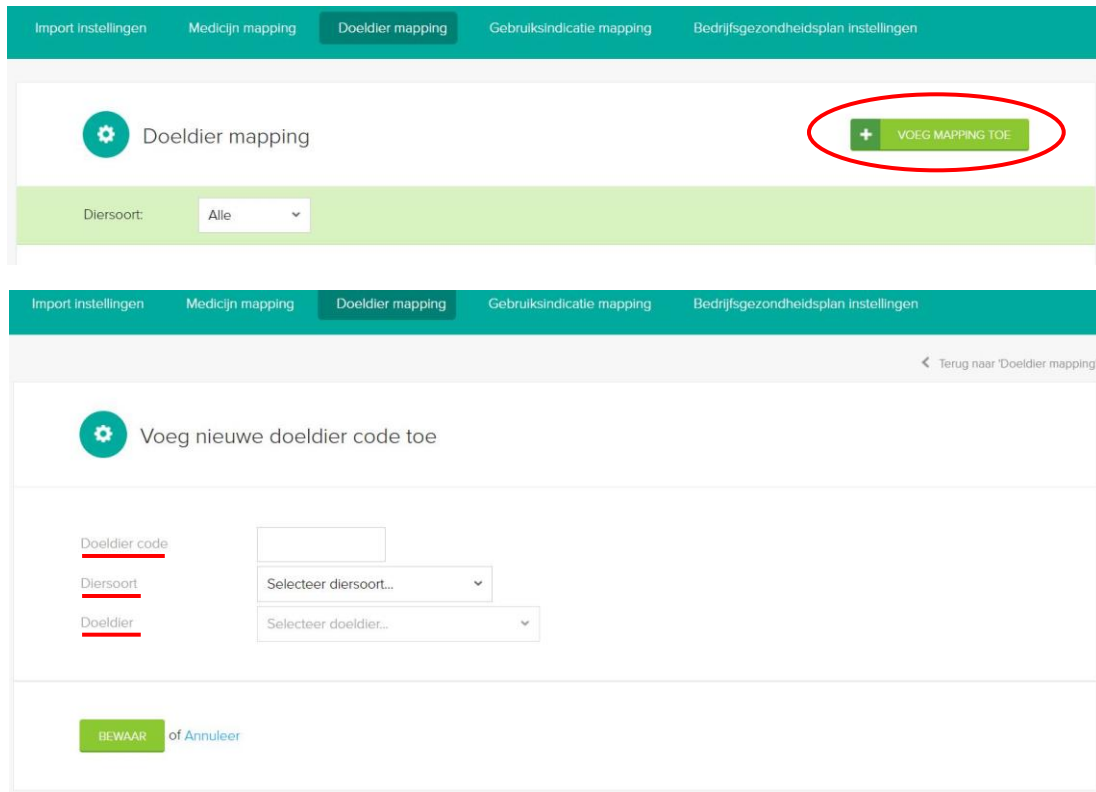 Import instellingen Medicijn mapping Doeldier mapping Gebruiksindicatie mapping Bedrijfsgezondheidsplan instellingen
Doeldier mapping
+ VOEG MAPPING TOE
Diersoort: Alle
Import instellingen Medicijn mapping Doeldier mapping Gebruiksindicatie mapping Bedrijfsgezondheidsplan instellingen
Terug naar 'Doeldier mapping'
Voeg nieuwe doeldier code toe
Doeldier code
Diersoort Selecteer diersoort...
Doeldier Selecteer doeldier...
BEWAAR of Annuleer